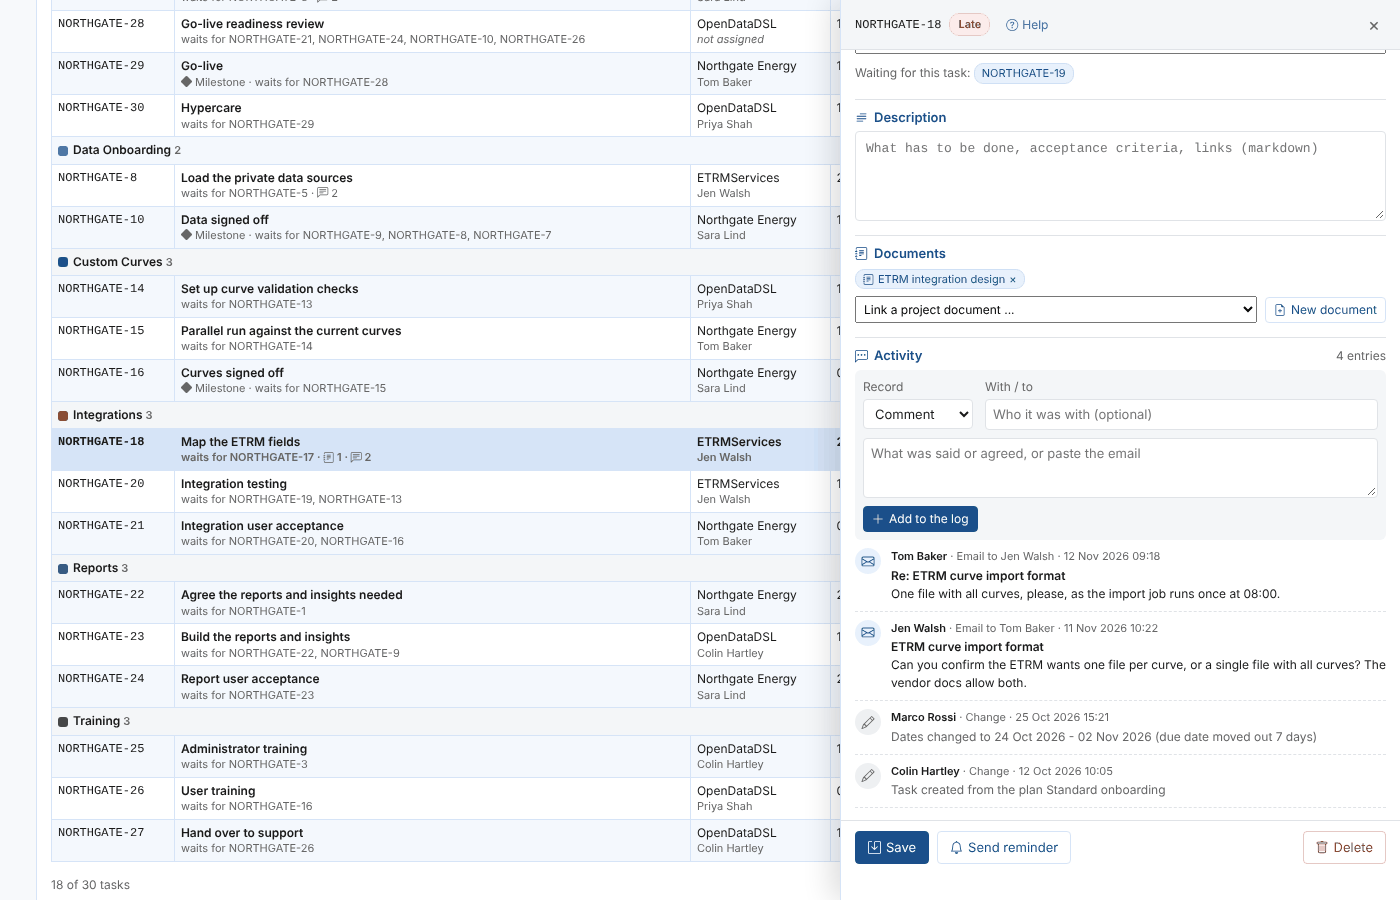 NORTHGATE-28 Go-live readiness review OpenDataDSL
waits for NORTHGATE-21, NORTHGATE-24, NORTHGATE-10, NORTHGATE-26 not assigned
NORTHGATE-29 Go-live Northgate Energy
Milestone · waits for NORTHGATE-28 Tom Baker
NORTHGATE-30 Hypercare OpenDataDSL
waits for NORTHGATE-29 Priya Shah
Data Onboarding 2
NORTHGATE-8 Load the private data sources ETRMServices
waits for NORTHGATE-5 · 2 Jen Walsh
NORTHGATE-10 Data signed off Northgate Energy
Milestone · waits for NORTHGATE-9, NORTHGATE-8, NORTHGATE-7 Sara Lind
Custom Curves 3
NORTHGATE-14 Set up curve validation checks OpenDataDSL
waits for NORTHGATE-13 Priya Shah
NORTHGATE-15 Parallel run against the current curves Northgate Energy
waits for NORTHGATE-14 Tom Baker
NORTHGATE-16 Curves signed off Northgate Energy
Milestone · waits for NORTHGATE-15 Sara Lind
Integrations 3
NORTHGATE-18 Map the ETRM fields ETRMServices
waits for NORTHGATE-17 · 1 · 2 Jen Walsh
NORTHGATE-20 Integration testing ETRMServices
waits for NORTHGATE-19, NORTHGATE-13 Jen Walsh
NORTHGATE-21 Integration user acceptance Northgate Energy
waits for NORTHGATE-20, NORTHGATE-16 Tom Baker
Reports 3
NORTHGATE-22 Agree the reports and insights needed Northgate Energy
waits for NORTHGATE-1 Sara Lind
NORTHGATE-23 Build the reports and insights OpenDataDSL
waits for NORTHGATE-22, NORTHGATE-9 Colin Hartley
NORTHGATE-24 Report user acceptance Northgate Energy
waits for NORTHGATE-23 Sara Lind
Training 3
NORTHGATE-25 Administrator training OpenDataDSL
waits for NORTHGATE-3 Colin Hartley
NORTHGATE-26 User training OpenDataDSL
waits for NORTHGATE-16 Priya Shah
NORTHGATE-27 Hand over to support OpenDataDSL
waits for NORTHGATE-26 Colin Hartley
18 of 30 tasks
NORTHGATE-18 Late Help ×
Waiting for this task: NORTHGATE-19
Description
What has to be done, acceptance criteria, links (markdown)
Documents
ETRM integration design ×
Link a project document ... New document
Activity 4 entries
Record With / to
Comment Who it was with (optional)
What was said or agreed, or paste the email
+ Add to the log
Tom Baker · Email to Jen Walsh · 12 Nov 2026 09:18
Re: ETRM curve import format
One file with all curves, please, as the import job runs once at 08:00.
Jen Walsh · Email to Tom Baker · 11 Nov 2026 10:22
ETRM curve import format
Can you confirm the ETRM wants one file per curve, or a single file with all curves? The
vendor docs allow both.
Marco Rossi · Change · 25 Oct 2026 15:21
Dates changed to 24 Oct 2026 - 02 Nov 2026 (due date moved out 7 days)
Colin Hartley · Change · 12 Oct 2026 10:05
Task created from the plan Standard onboarding
Save Send reminder Delete